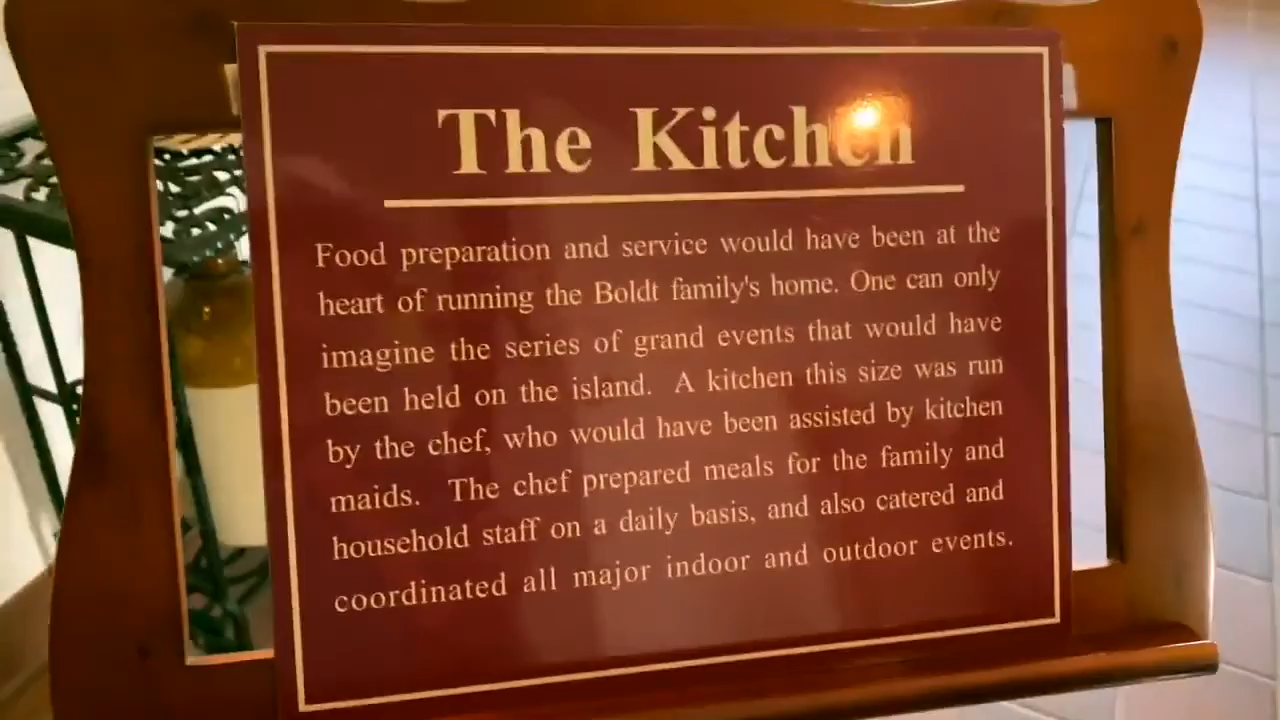 The Kitchen
Food preparation and service would have been at the
heart of running the Boldt family's home. One can only
imagine the series of grand events that would have
been held on the island. A kitchen this size was run
by the chef, who would have been assisted by kitchen
maids. The chef prepared meals for the family and
household staff on a daily basis, and also catered and
coordinated all major indoor and outdoor events.